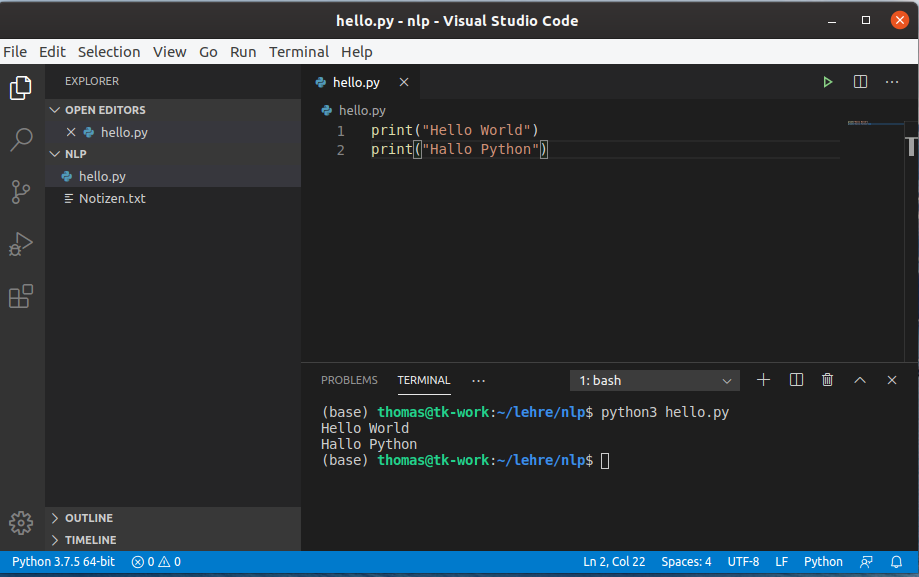 hello.py - nlp - Visual Studio Code
File Edit Selection View Go Run Terminal Help
EXPLORER
OPEN EDITORS
hello.py
NLP
hello.py
Notizen.txt
OUTLINE
TIMELINE
hello.py
hello.py
1 print("Hello World")
2 print("Hallo Python")
PROBLEMS TERMINAL ··· 1: bash
(base) thomas@tk-work:~/lehre/nlp$ python3 hello.py
Hello World
Hallo Python
(base) thomas@tk-work:~/lehre/nlp$
Python 3.7.5 64-bit 0 0 Ln 2, Col 22 Spaces: 4 UTF-8 LF Python